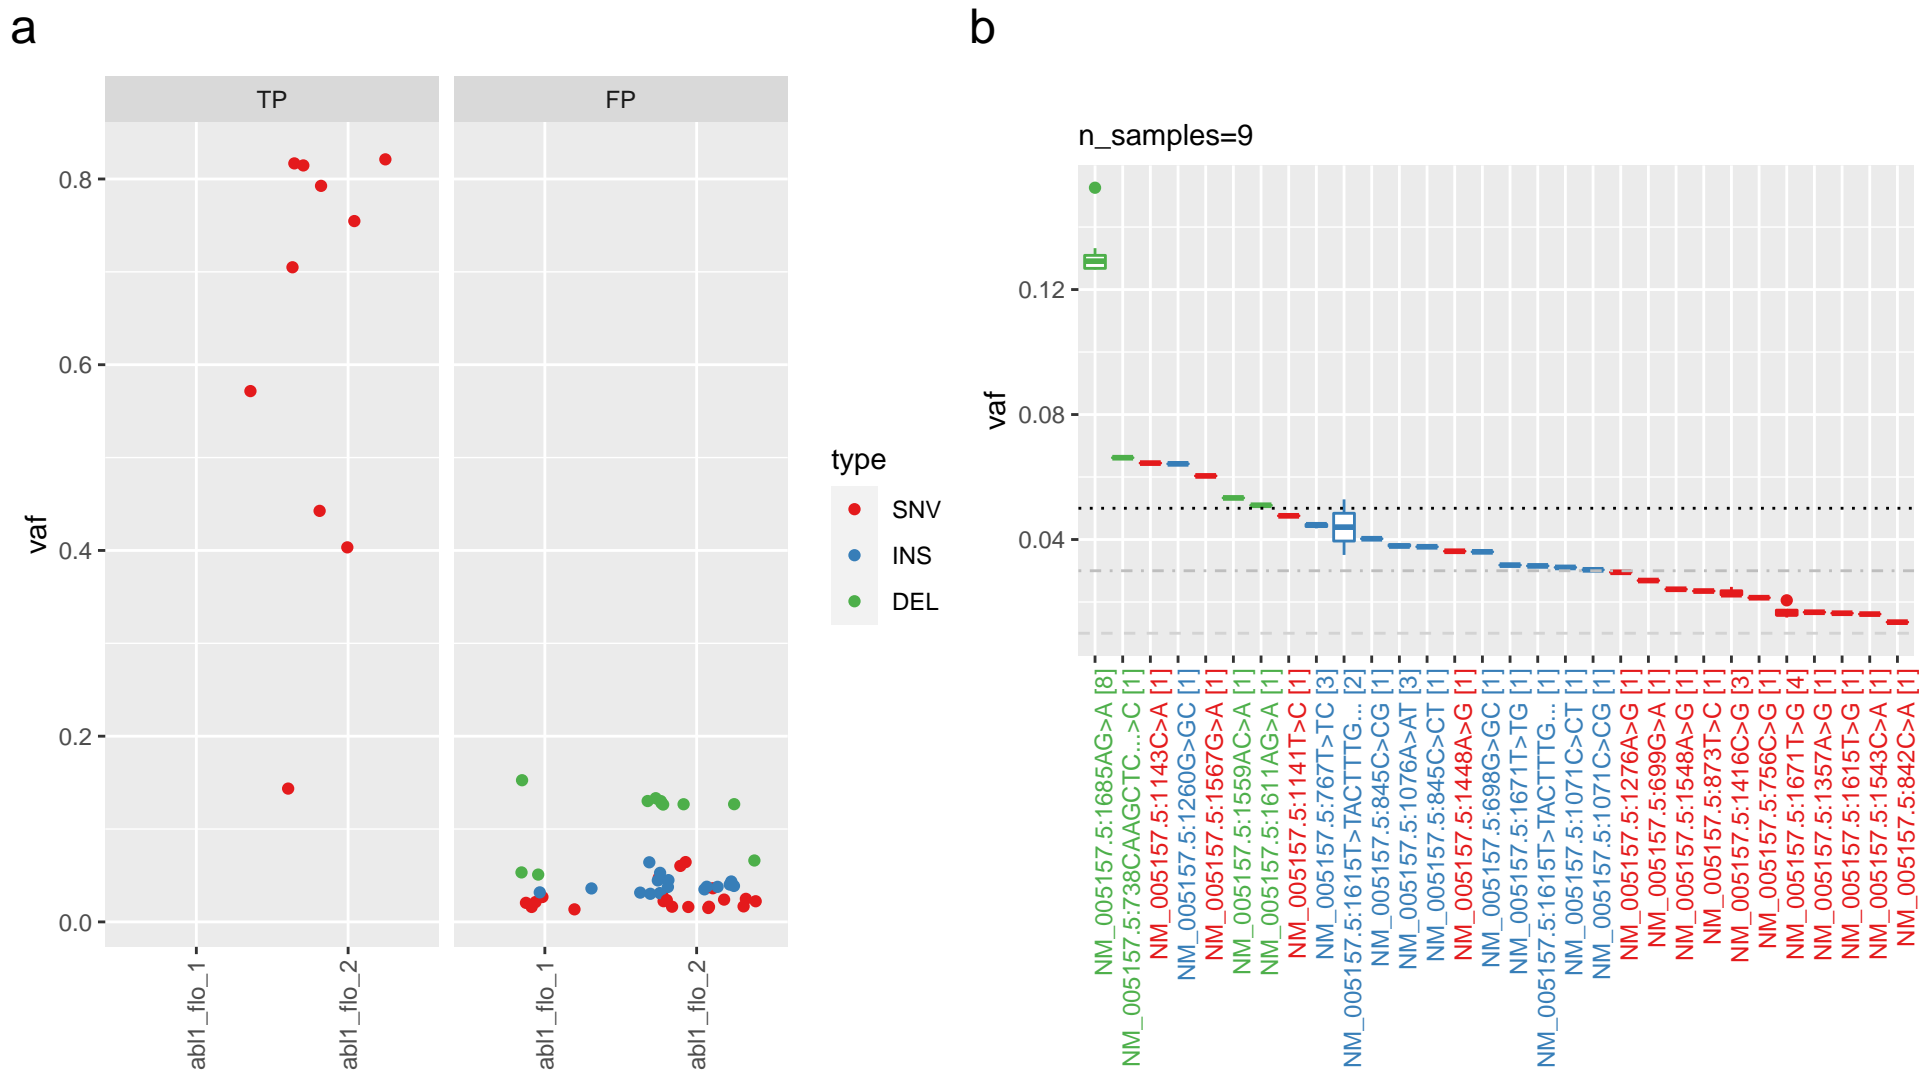 a
TP
FP
0.8
0.6
0.4
0.2
0.0
vaf
abl1_flo_1
abl1_flo_2
abl1_flo_1
abl1_flo_2
type
SNV
INS
DEL
b
n_samples=9
0.12
0.08
0.04
vaf
NM_005157.5:1685AG>A [8]
NM_005157.5:738CAAGCTC...>C [1]
NM_005157.5:1143C>A [1]
NM_005157.5:1260G>GC [1]
NM_005157.5:1567G>A [1]
NM_005157.5:1559AC>A [1]
NM_005157.5:1611AG>A [1]
NM_005157.5:1141T>C [1]
NM_005157.5:767T>TC [3]
NM_005157.5:1615T>TACTTTG... [2]
NM_005157.5:845C>CG [1]
NM_005157.5:1076A>AT [3]
NM_005157.5:845C>CT [1]
NM_005157.5:1448A>G [1]
NM_005157.5:698G>GC [1]
NM_005157.5:1671T>TG [1]
NM_005157.5:1615T>TACTTTG... [1]
NM_005157.5:1071C>CT [1]
NM_005157.5:1071C>CG [1]
NM_005157.5:1276A>G [1]
NM_005157.5:699G>A [1]
NM_005157.5:1548A>G [1]
NM_005157.5:873T>C [1]
NM_005157.5:1416C>G [3]
NM_005157.5:756C>G [1]
NM_005157.5:1671T>G [4]
NM_005157.5:1357A>G [1]
NM_005157.5:1615T>G [1]
NM_005157.5:1543C>A [1]
NM_005157.5:842C>A [1]